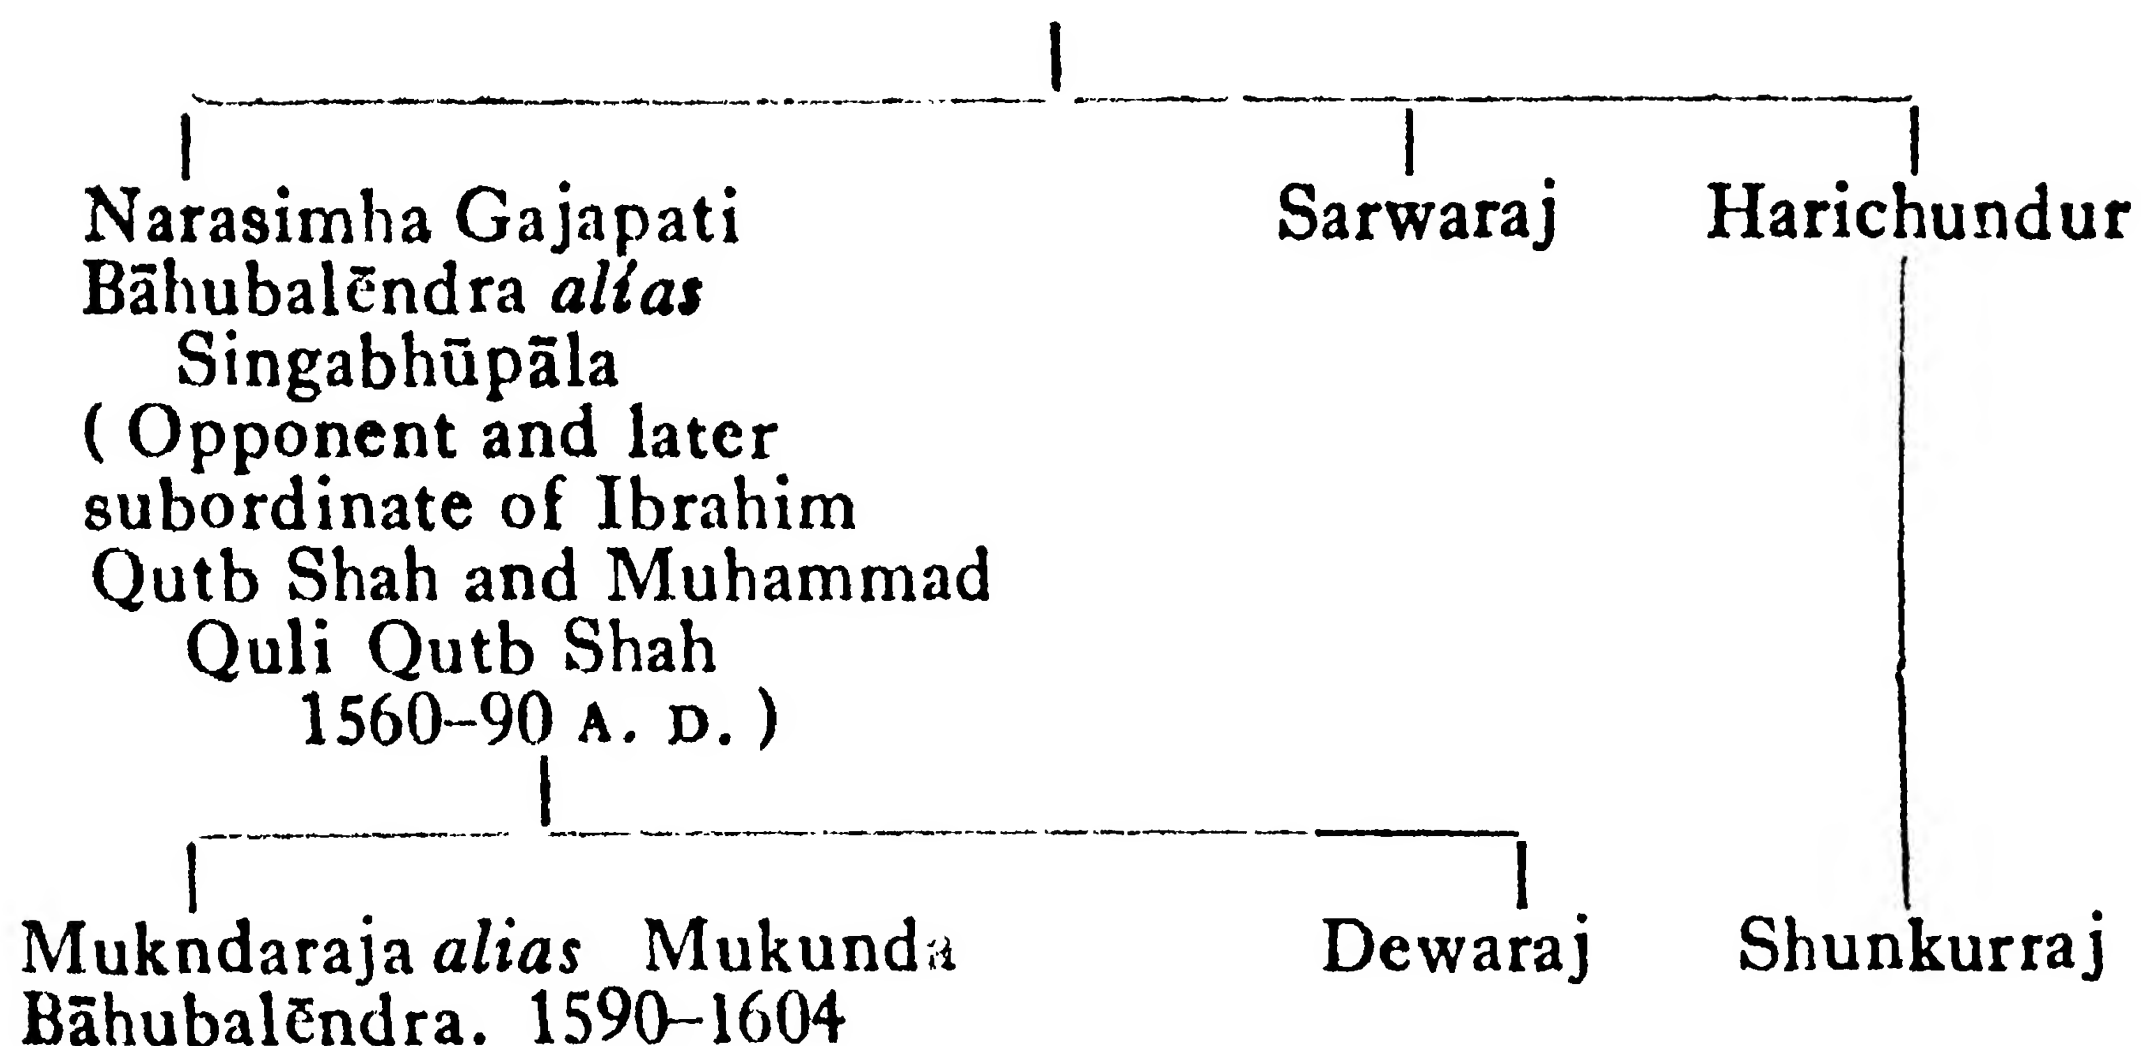 Narasimha Gajapati Sarwaraj Harichundur
Bāhubalēndra alias
Singabhūpāla
( Opponent and later
subordinate of Ibrahim
Qutb Shah and Muhammad
Quli Qutb Shah
1560–90 A. D. )
Mukndaraja alias Mukunda Dewaraj Shunkurraj
Bāhubalēndra. 1590–1604